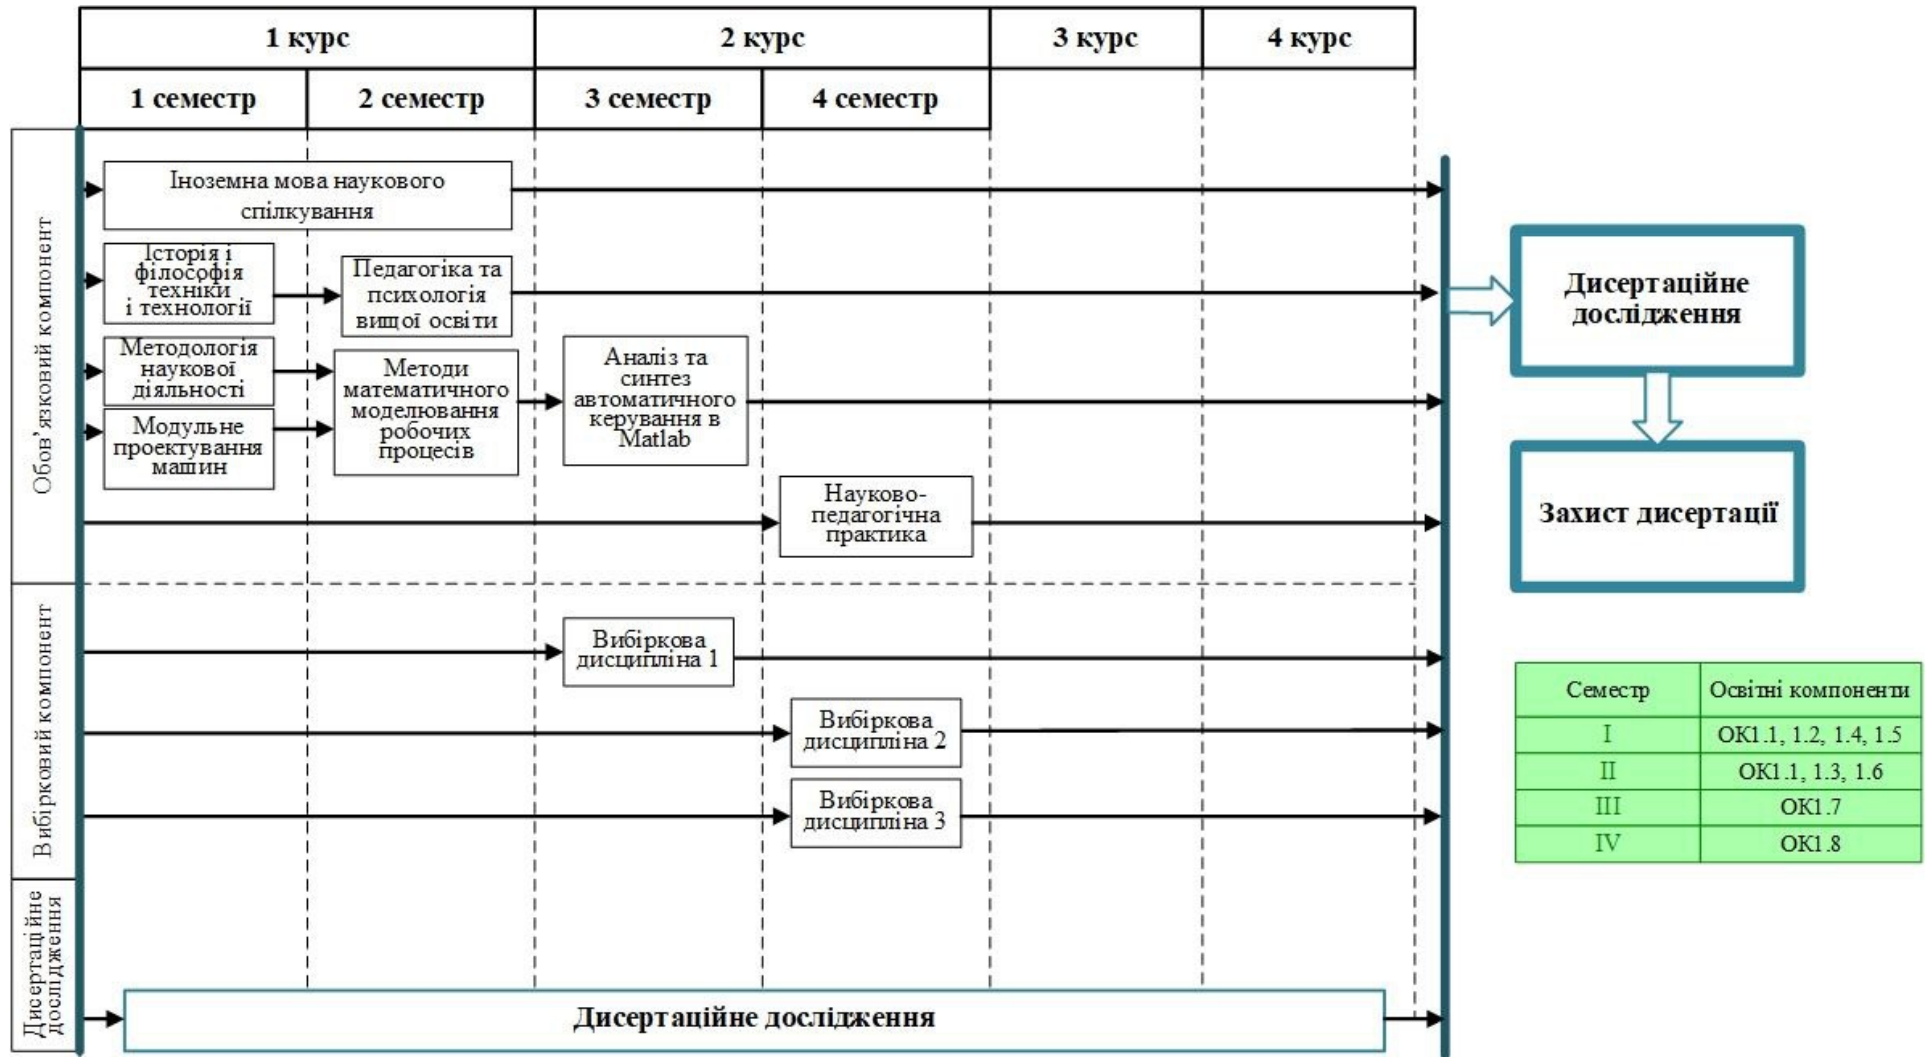 1 курс
2 курс
3 курс
4 курс
1 семестр
2 семестр
3 семестр
4 семестр
Обов’язковий компонент
Іноземна мова наукового
спілкування
Історія і
філософія
техніки
і технології
Педагогіка та
психологія
вищої освіти
Методологія
наукової
діяльності
Модульне
проектування
машин
Методи
математичного
моделювання
робочих
процесів
Аналіз та
синтез
автоматичного
керування в
Matlab
Науково-
педагогічна
практика
Вибірковий компонент
Вибіркова
дисципліна 1
Вибіркова
дисципліна 2
Вибіркова
дисципліна 3
Дисертаційне
дослідження
Дисертаційне дослідження
Дисертаційне
дослідження
Захист дисертації
Семестр
Освітні компоненти
I
ОК1.1, 1.2, 1.4, 1.5
II
ОК1.1, 1.3, 1.6
III
ОК1.7
IV
ОК1.8